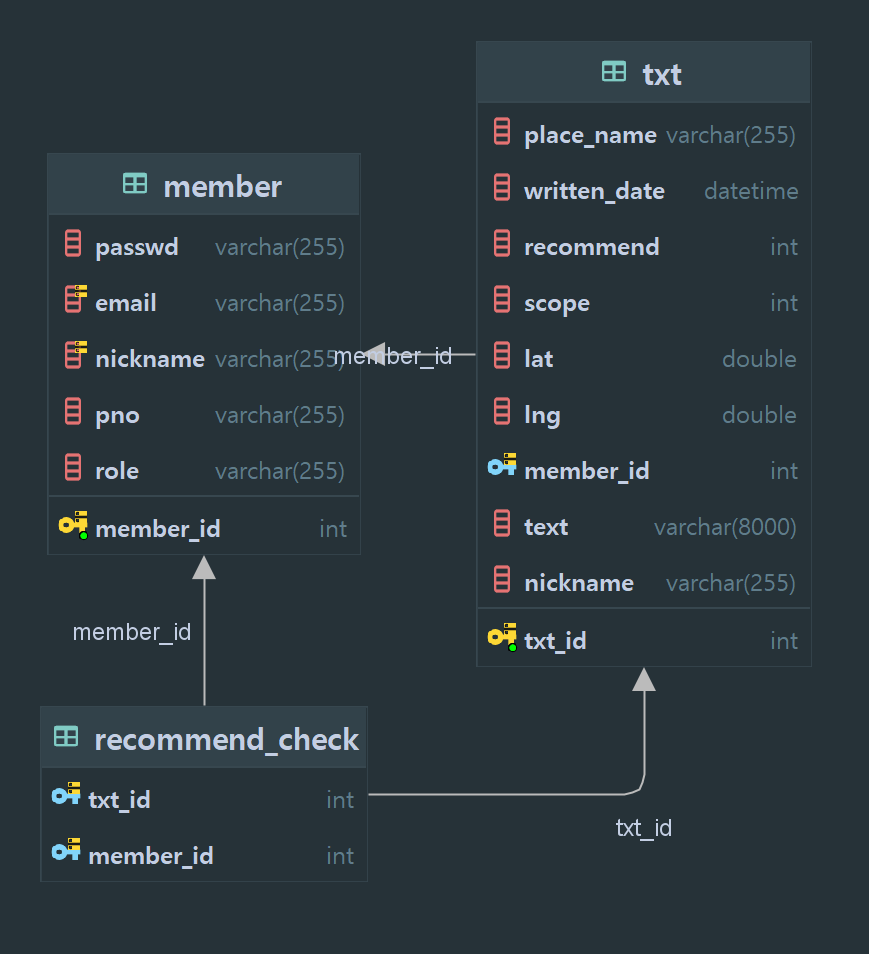 member
passwd varchar(255)
email varchar(255)
nickname varchar(255)
pno varchar(255)
role varchar(255)
member_id int
member_id
txt
place_name varchar(255)
written_date datetime
recommend int
scope int
lat double
lng double
member_id int
text varchar(8000)
nickname varchar(255)
txt_id int
member_id
recommend_check
txt_id int
member_id int
txt_id